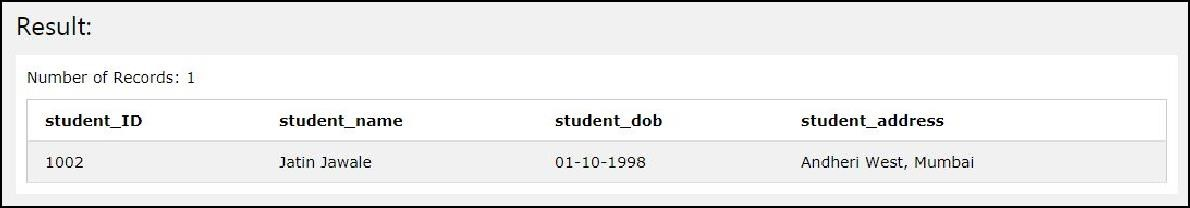 Result:
Number of Records: 1
student_ID student_name student_dob student_address
1002 Jatin Jawale 01-10-1998 Andheri West, Mumbai